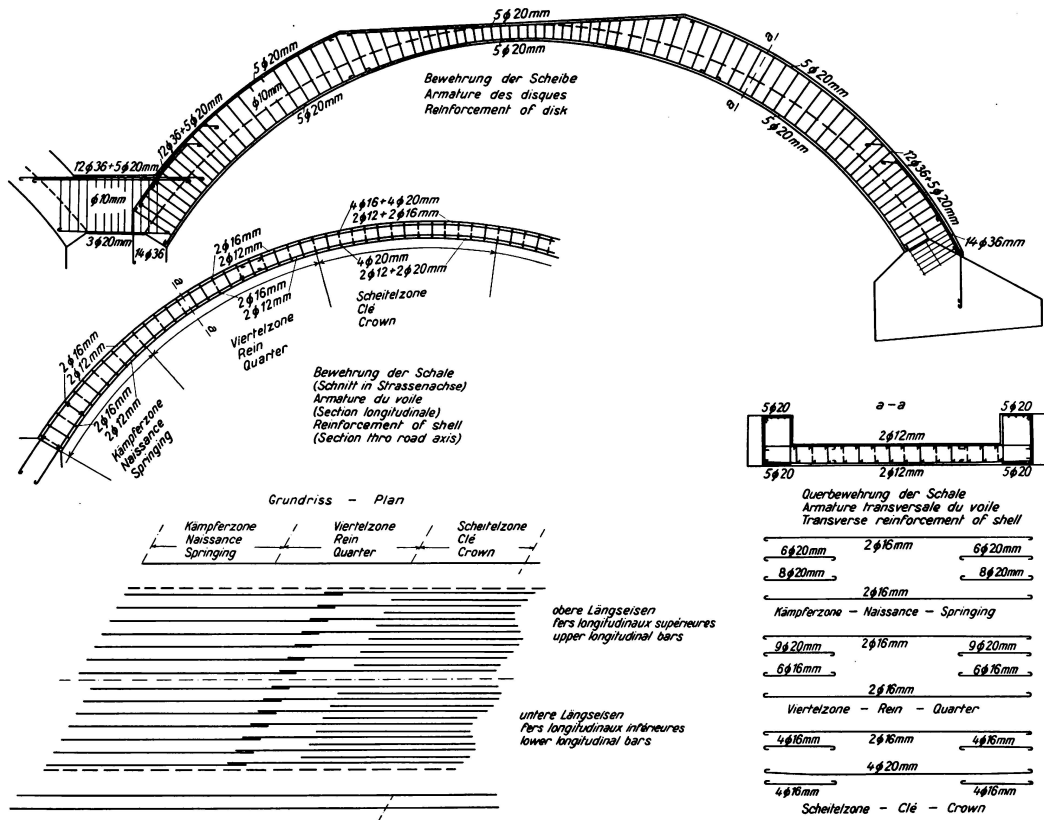 5ϕ20mm
5ϕ20mm
5ϕ20mm
ϕ10mm
5ϕ20mm
12ϕ36+5ϕ20mm
12ϕ36+5ϕ20mm
ϕ10mm
3ϕ20mm
14ϕ36
Bewehrung der Scheibe
Armature des disques
Reinforcement of disk
a
a
5ϕ20mm
5ϕ20mm
12ϕ36+5ϕ20mm
14ϕ36mm
4ϕ16+4ϕ20mm
2ϕ12+2ϕ16mm
2ϕ16mm
2ϕ12mm
4ϕ20mm
2ϕ12+2ϕ20mm
2ϕ16mm
2ϕ12mm
a
a
Scheitelzone
Clé
Crown
Viertelzone
Rein
Quarter
2ϕ16mm
2ϕ12mm
2ϕ16mm
2ϕ12mm
Kämpferzone
Naissance
Springing
Bewehrung der Schale
(Schnitt in Strassenachse)
Armature du voile
(Section longitudinale)
Reinforcement of shell
(Section thro road axis)
5ϕ20 a-a 5ϕ20
2ϕ12mm
5ϕ20 2ϕ12mm 5ϕ20
Querbewehrung der Schale
Armature transversale du voile
Transverse reinforcement of shell
2ϕ16mm
6ϕ20mm 6ϕ20mm
8ϕ20mm 8ϕ20mm
2ϕ16mm
Kämpferzone - Naissance - Springing
9ϕ20mm 2ϕ16mm 9ϕ20mm
6ϕ16mm 6ϕ16mm
2ϕ16mm
Viertelzone - Rein - Quarter
4ϕ16mm 2ϕ16mm 4ϕ16mm
4ϕ20mm
4ϕ16mm 4ϕ16mm
Scheitelzone - Clé - Crown
Grundriss - Plan
Kämpferzone Viertelzone Scheitelzone
Naissance Rein Clé
Springing Quarter Crown
obere Längseisen
fers longitudinaux supérieures
upper longitudinal bars
untere Längseisen
fers longitudinaux inférieures
lower longitudinal bars